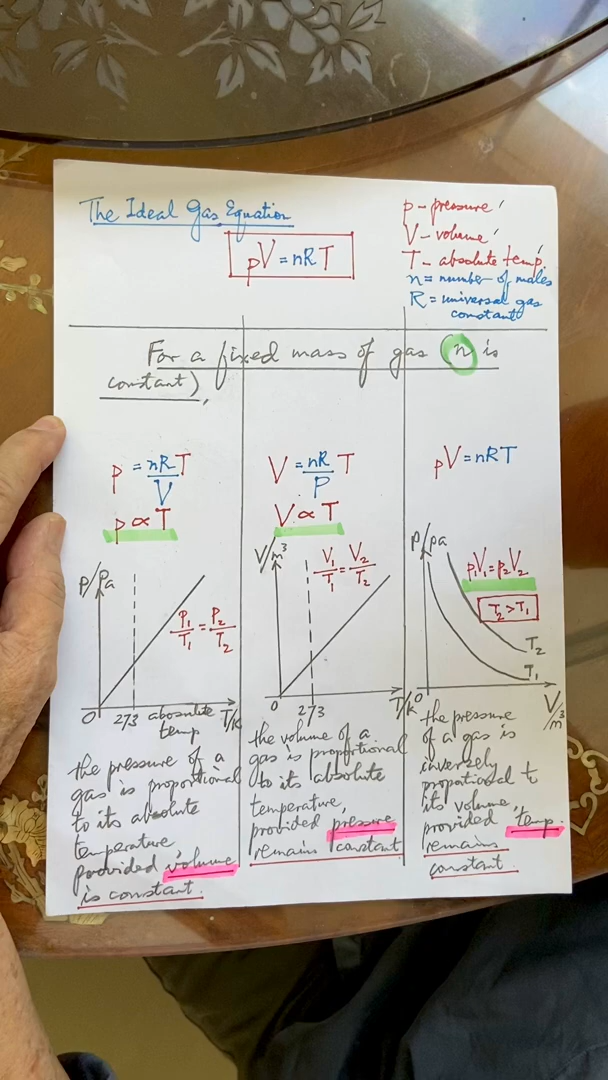 The Ideal Gas Equation
pV = nRT
p - pressure
V - volume
T - absolute temp.
n = number of males
R = universal gas
constant
For a fixed mass of gas (n is
constant),
p = nR/V T
p ∝ T
P/Pa
P₁/T₁ = P₂/T₂
0 273 absolute temp T/K
the pressure of a
gas is proportional
to its absolute
temperature
provided volume
is constant.
V = nR/P T
V ∝ T
V/m³
V₁/T₁ = V₂/T₂
0 273 T/K
the volume of a
gas is proportional
to its absolute
temperature,
provided pressure
remains constant
pV = nRT
P/pa
p₁V₁ = p₂V₂
T₂ > T₁
T₂
T₁
0 V/m³
the pressure
of a gas is
inversely
propotional to
its volume,
provided temp.
remains
constant.